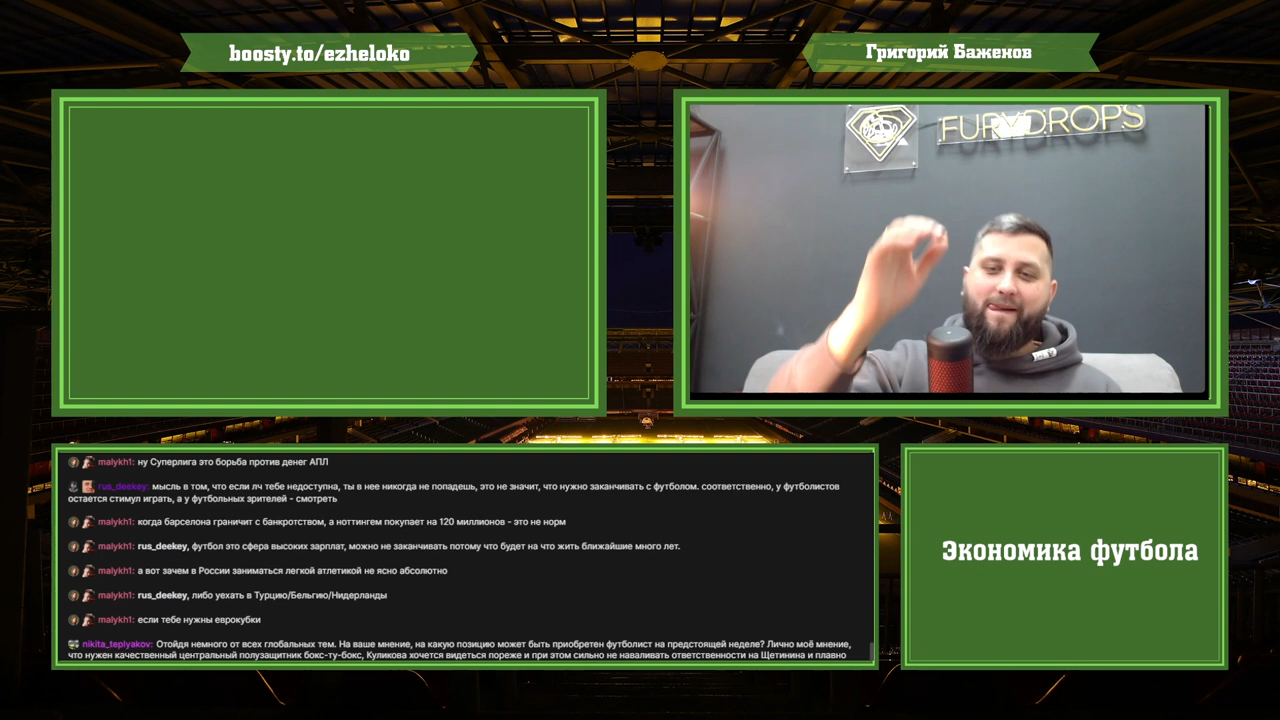 boosty.to/ezheloko
Григорий Баженов
FURYDROPS
malykh1: ну Суперлига это борьба против денег АПЛ
rus_deekey: мысль в том, что если лч тебе недоступна, ты в нее никогда не попадешь, это не значит, что нужно заканчивать с футболом. соответственно, у футболистов
остается стимул играть, а у футбольных зрителей - смотреть
malykh1: когда барселона граничит с банкротством, а ноттингем покупает на 120 миллионов - это не норм
malykh1: rus_deekey, футбол это сфера высоких зарплат, можно не заканчивать потому что будет на что жить ближайшие много лет.
malykh1: а вот зачем в России заниматься легкой атлетикой не ясно абсолютно
malykh1: rus_deekey, либо уехать в Турцию/Бельгию/Нидерланды
malykh1: если тебе нужны еврокубки
nikita_teplyakov: Отойдя немного от всех глобальных тем. На ваше мнение, на какую позицию может быть приобретен футболист на предстоящей неделе? Лично моё мнение,
что нужен качественный центральный полузащитник бокс-ту-бокс, Куликова хочется видеться пореже и при этом сильно не наваливать ответственности на Щетинина и плавно
Экономика футбола